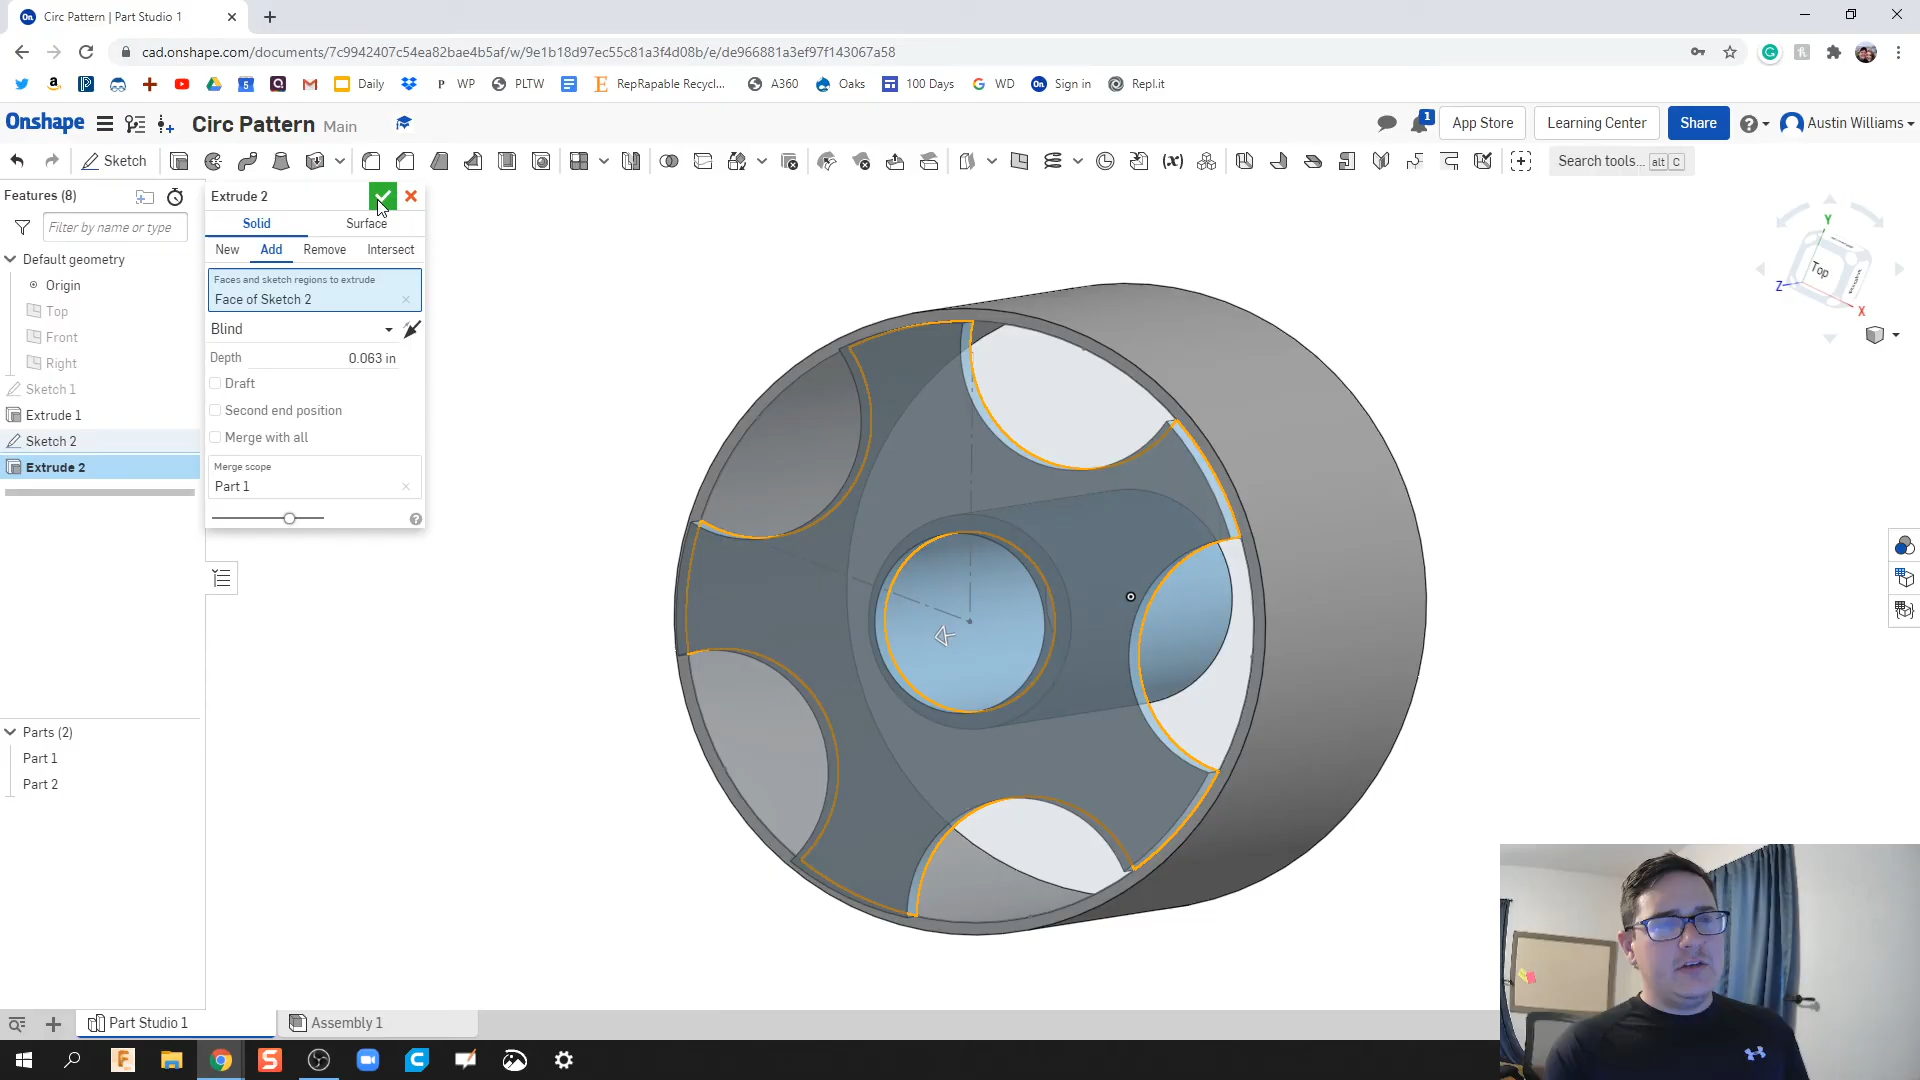 Circ Pattern | Part Studio 1
cad.onshape.com/documents/7c9942407c54ea82bae4b5af/w/9e1b18d97ec55c81a3f4d08b/e/de966881a3ef97f143067a58
Daily
P WP
PLTW
RepRapable Recycl...
A360
Oaks
100 Days
WD
Sign in
Repl.it
Onshape
Circ Pattern Main
1
App Store
Learning Center
Share
Austin Williams
Sketch
Search tools... alt C
Features (8)
Filter by name or type
Default geometry
Origin
Top
Front
Right
Sketch 1
Extrude 1
Sketch 2
Extrude 2
Extrude 2
Solid
Surface
New
Add
Remove
Intersect
Faces and sketch regions to extrude
Face of Sketch 2
Blind
Depth
0.063 in
Draft
Second end position
Merge with all
Merge scope
Part 1
Parts (2)
Part 1
Part 2
Y
Top
Z
X
Part Studio 1
Assembly 1